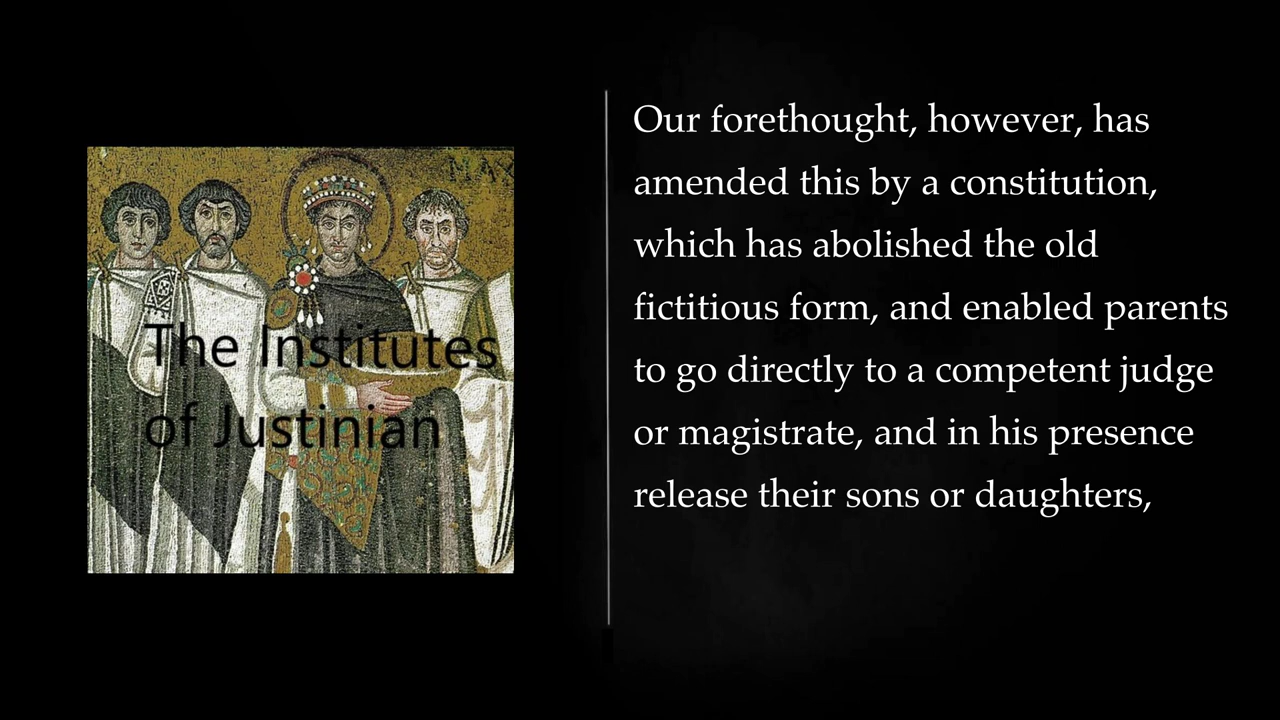 MAX
The Institutes
of Justinian
Our forethought, however, has
amended this by a constitution,
which has abolished the old
fictitious form, and enabled parents
to go directly to a competent judge
or magistrate, and in his presence
release their sons or daughters,